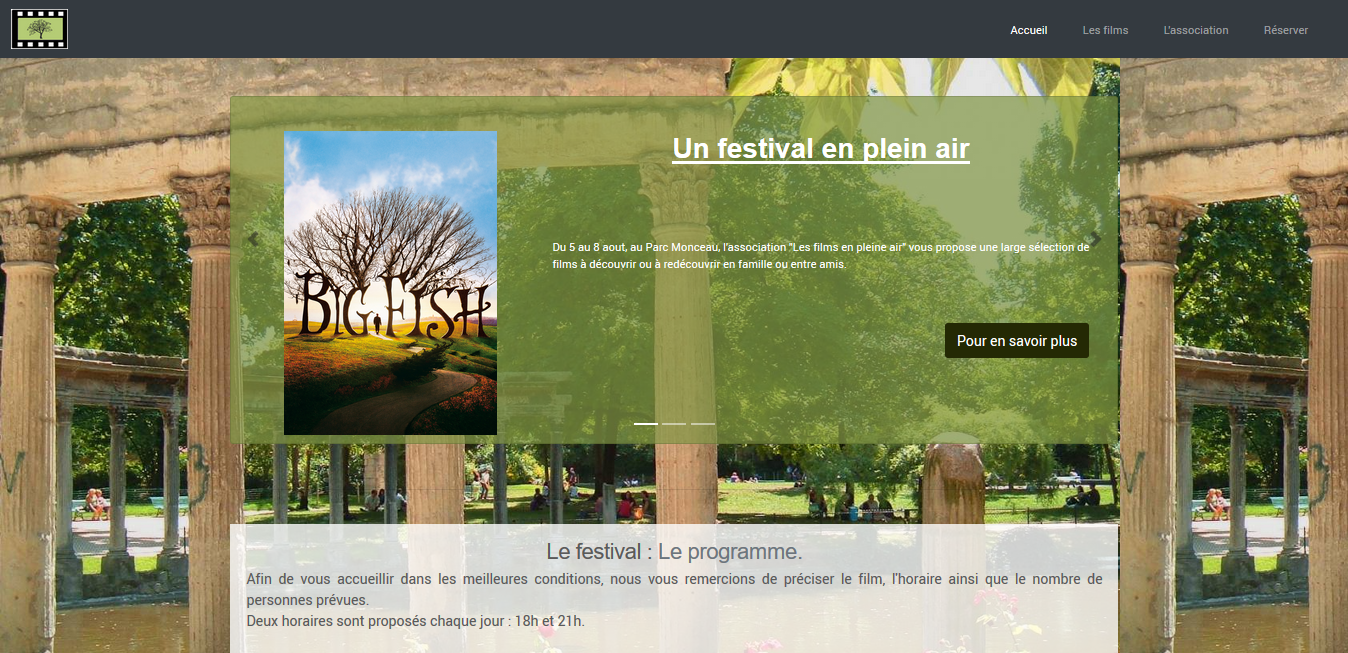 Accueil
Les films
L'association
Réserver
Un festival en plein air
BIG FISH
Du 5 au 8 aout, au Parc Monceau, l'association "Les films en pleine air" vous propose une large sélection de
films à découvrir ou à redécouvrir en famille ou entre amis.
Pour en savoir plus
Le festival : Le programme.
Afin de vous accueillir dans les meilleures conditions, nous vous remercions de préciser le film, l'horaire ainsi que le nombre de
personnes prévues.
Deux horaires sont proposés chaque jour : 18h et 21h.